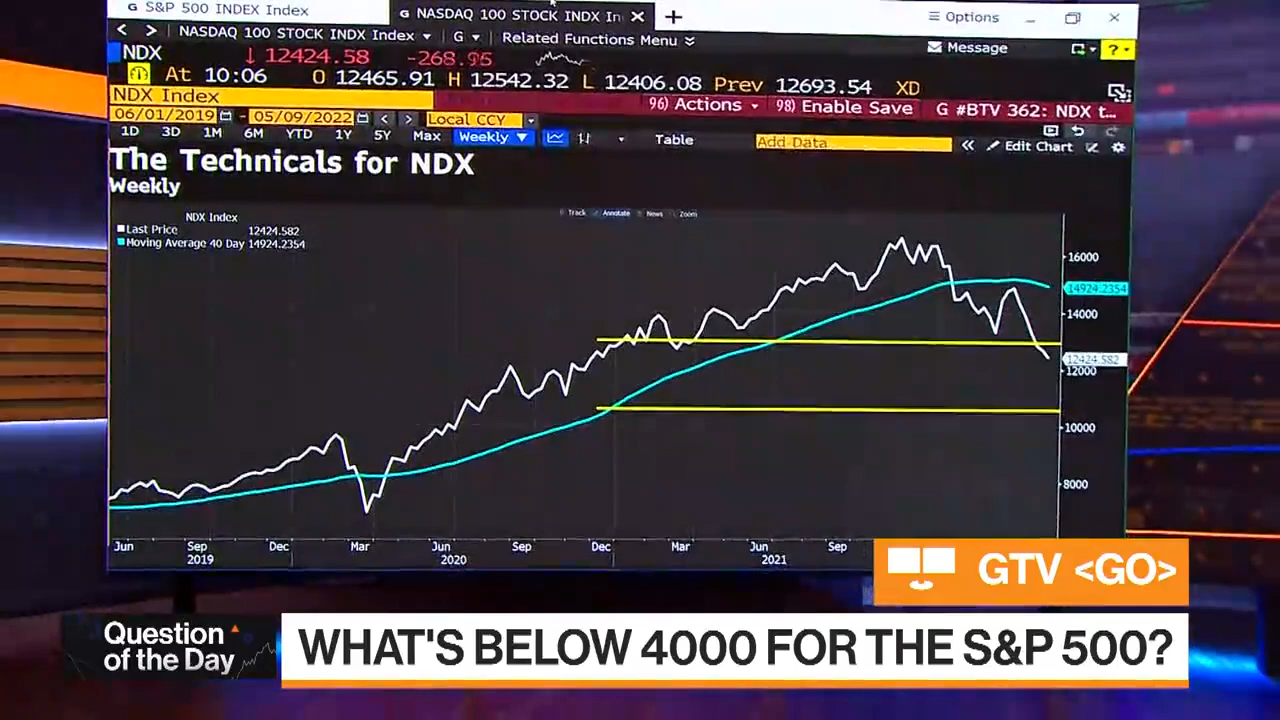 G S&P 500 INDEX Index
G NASDAQ 100 STOCK INDX In
Options
NASDAQ 100 STOCK INDX Index G Related Functions Menu
Message
NDX 12424.58 -268.95
At 10:06 O 12465.91 H 12542.32 L 12406.08 Prev 12693.54 XD
NDX Index 96) Actions 98) Enable Save G #BTV 362: NDX t...
06/01/2019 - 05/09/2022 Local CCY
1D 3D 1M 6M YTD 1Y 5Y Max Weekly Table Add Data Edit Chart
The Technicals for NDX
Weekly
Track Annotate News Zoom
NDX Index
Last Price 12424.582
Moving Average 40 Day 14924.2354
16000
14924.2354
14000
12424.582
12000
10000
8000
Jun Sep Dec Mar Jun Sep Dec Mar Jun Sep
2019 2020 2021
GTV <GO>
Question of the Day
WHAT'S BELOW 4000 FOR THE S&P 500?